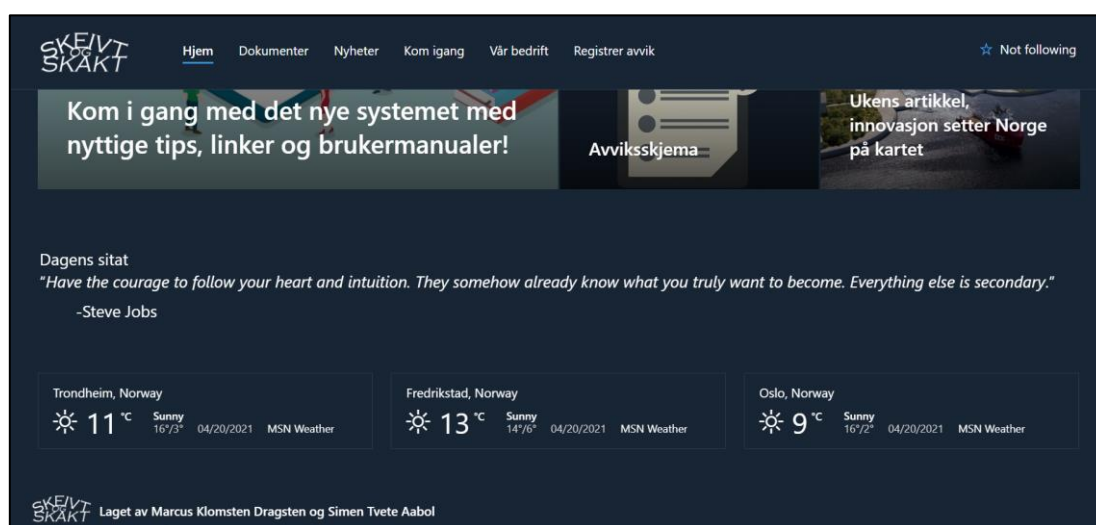 SKEIVT
OG
SKAKT
Hjem Dokumenter Nyheter Kom igang Vår bedrift Registrer avvik
☆ Not following
Kom i gang med det nye systemet med
nyttige tips, linker og brukermanualer!
Avviksskjema
Ukens artikkel,
innovasjon setter Norge
på kartet
Dagens sitat
"Have the courage to follow your heart and intuition. They somehow already know what you truly want to become. Everything else is secondary."
-Steve Jobs
Trondheim, Norway
11 °C Sunny
16°/3° 04/20/2021 MSN Weather
Fredrikstad, Norway
13 °C Sunny
14°/6° 04/20/2021 MSN Weather
Oslo, Norway
9 °C Sunny
16°/2° 04/20/2021 MSN Weather
SKEIVT
OG
SKAKT
Laget av Marcus Klomsten Dragsten og Simen Tvete Aabol